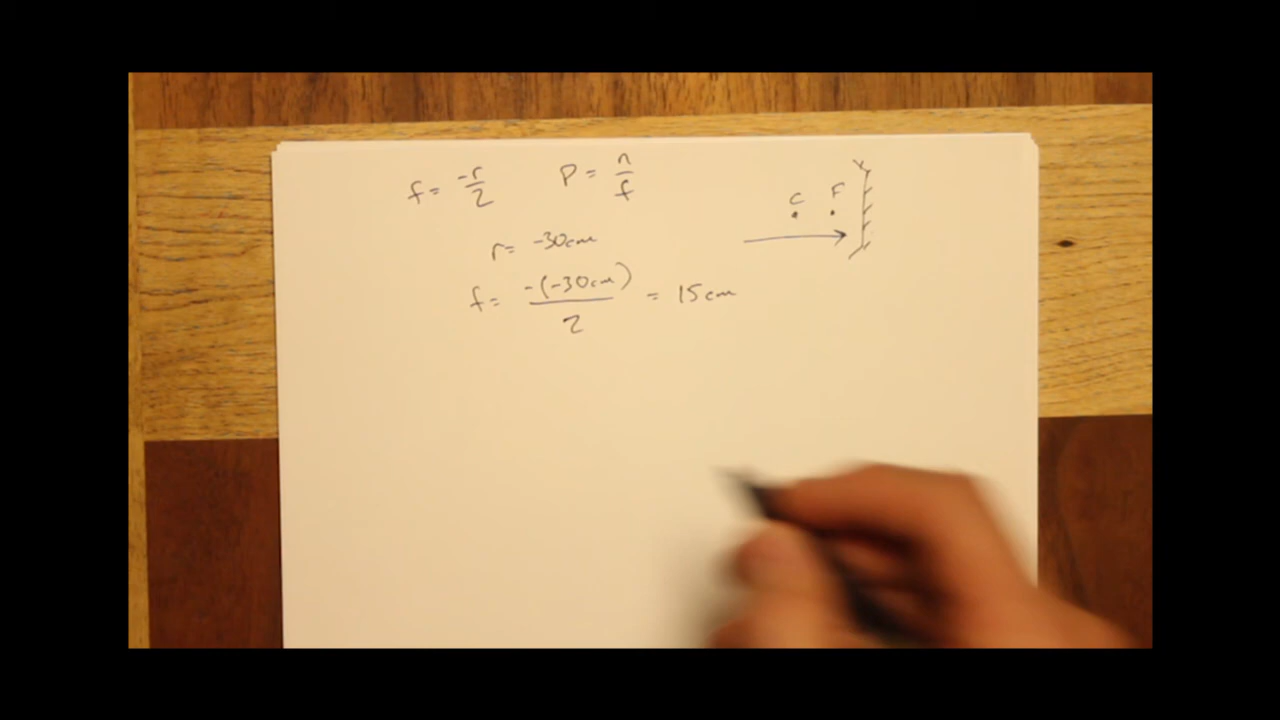 f = -r/2 P = n/f
C F
r = -30cm
f = -(-30cm)/2 = 15cm